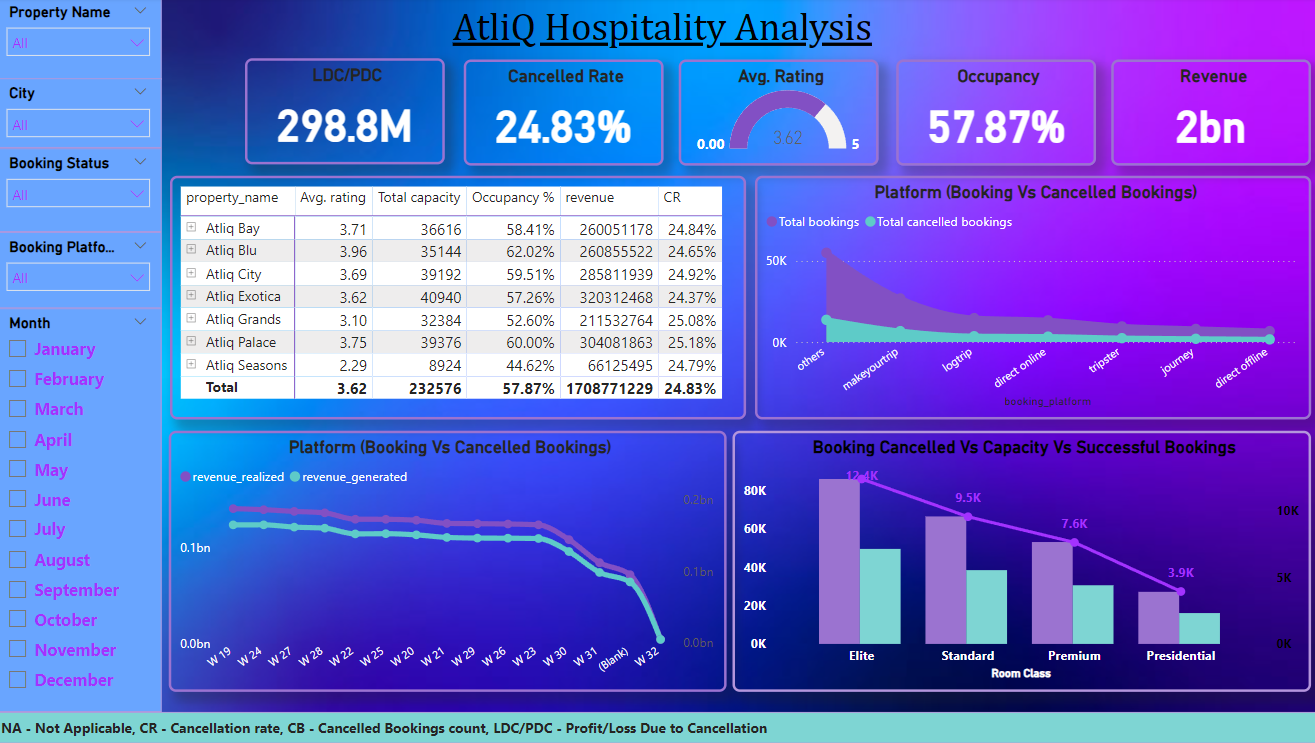 AtliQ Hospitality Analysis
Property Name
All
City
All
Booking Status
All
Booking Platfo...
All
Month
January
February
March
April
May
June
July
August
September
October
November
December
LDC/PDC
298.8M
Cancelled Rate
24.83%
Avg. Rating
0.00 3.62 5
Occupancy
57.87%
Revenue
2bn
property_name Avg. rating Total capacity Occupancy % revenue CR
Atliq Bay 3.71 36616 58.41% 260051178 24.84%
Atliq Blu 3.96 35144 62.02% 260855522 24.65%
Atliq City 3.69 39192 59.51% 285811939 24.92%
Atliq Exotica 3.62 40940 57.26% 320312468 24.37%
Atliq Grands 3.10 32384 52.60% 211532764 25.08%
Atliq Palace 3.75 39376 60.00% 304081863 25.18%
Atliq Seasons 2.29 8924 44.62% 66125495 24.79%
Total 3.62 232576 57.87% 1708771229 24.83%
Platform (Booking Vs Cancelled Bookings)
Total bookings Total cancelled bookings
50K
0K
others makeyourtrip logtrip direct online tripster journey direct offline
booking_platform
Platform (Booking Vs Cancelled Bookings)
revenue_realized revenue_generated
0.2bn
0.1bn
0.1bn
0.0bn 0.0bn
W 19 W 24 W 27 W 28 W 22 W 25 W 20 W 21 W 29 W 26 W 23 W 30 W 31 (Blank) W 32
Booking Cancelled Vs Capacity Vs Successful Bookings
12.4K 9.5K 7.6K 3.9K
80K
60K
40K
20K
0K
10K
5K
0K
Elite Standard Premium Presidential
Room Class
NA - Not Applicable, CR - Cancellation rate, CB - Cancelled Bookings count, LDC/PDC - Profit/Loss Due to Cancellation